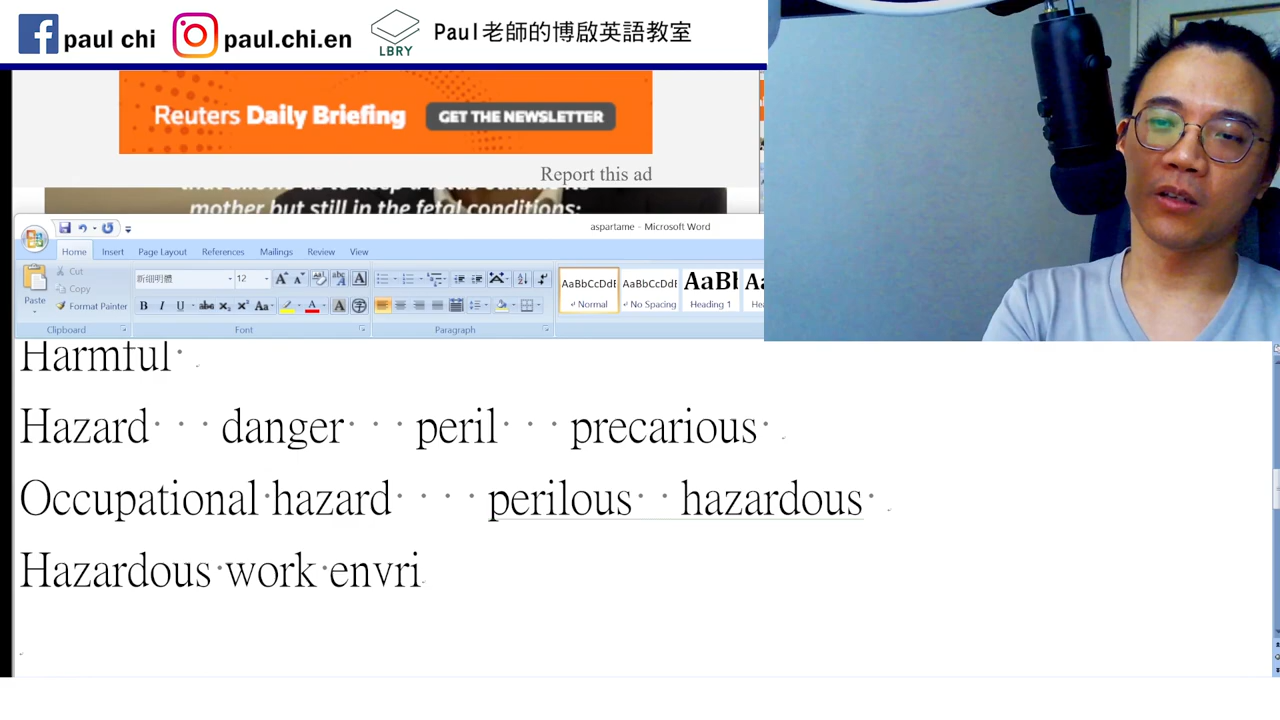 paul chi paul.chi.en LBRY Paul老師的博啟英語教室
Reuters Daily Briefing GET THE NEWSLETTER
Report this ad
mother but still in the fetal conditions:
aspartame - Microsoft Word
Home Insert Page Layout References Mailings Review View
Paste Cut Copy Format Painter
新細明體 12
B I U abc x₂ x² Aa A A
AaBbCcDdE AaBbCcDdE AaBb
Normal No Spacing Heading 1
Clipboard Font Paragraph
Harmful
Hazard danger peril precarious
Occupational hazard perilous hazardous
Hazardous work envri